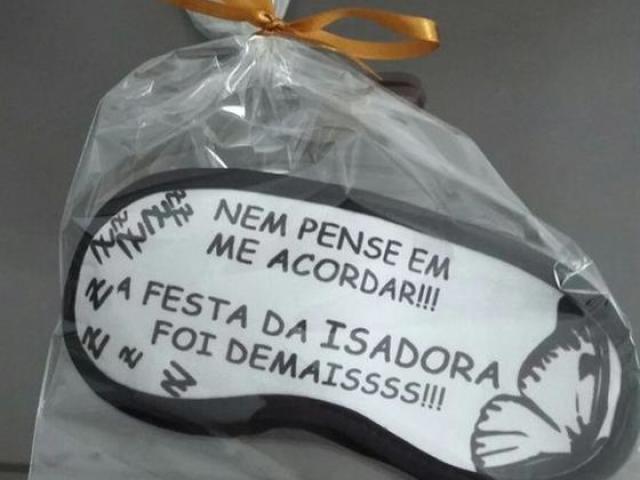 NEM PENSE EM
ME ACORDAR!!!
A FESTA DA ISADORA
FOI DEMAISSSS!!!